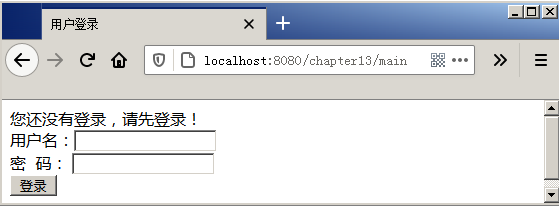 用户登录
localhost:8080/chapter13/main
您还没有登录，请先登录！
用户名：
密 码：
登录